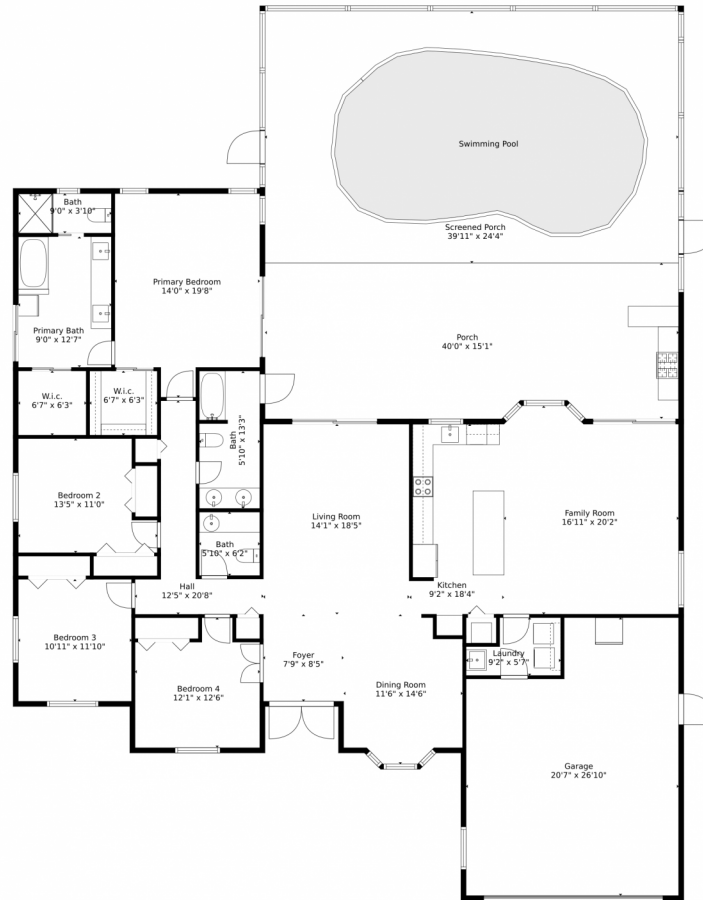 Swimming Pool
Bath
9'0" x 3'10"
Screened Porch
39'11" x 24'4"
Primary Bedroom
14'0" x 19'8"
Primary Bath
9'0" x 12'7"
Porch
40'0" x 15'1"
W.i.c.
6'7" x 6'3"
W.i.c.
6'7" x 6'3"
Bath
5'10" x 13'3"
Bedroom 2
13'5" x 11'0"
Living Room
14'1" x 18'5"
Family Room
16'11" x 20'2"
Bath
5'10" x 6'2"
Hall
12'5" x 20'8"
Kitchen
9'2" x 18'4"
Bedroom 3
10'11" x 11'10"
Foyer
7'9" x 8'5"
Laundry
9'2" x 5'7"
Bedroom 4
12'1" x 12'6"
Dining Room
11'6" x 14'6"
Garage
20'7" x 26'10"